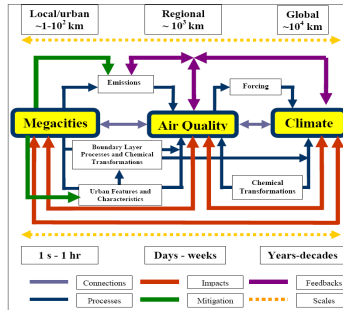 Local/urban
~1-10² km
Regional
~ 10³ km
Global
~10⁴ km
Emissions
Forcing
Megacities
Air Quality
Climate
Boundary Layer
Processes and Chemical
Transformations
Urban Features and
Characteristics
Chemical
Transformations
1 s - 1 hr
Days - weeks
Years-decades
Connections
Impacts
Feedbacks
Processes
Mitigation
Scales